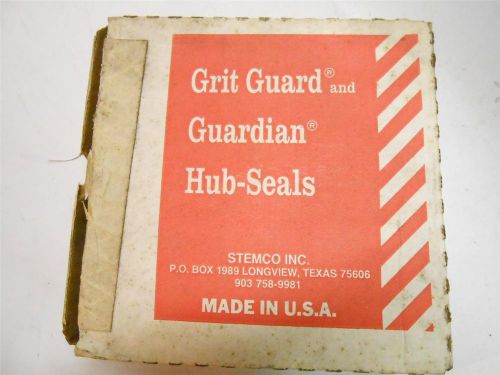 Grit Guard® and
Guardian®
Hub-Seals
STEMCO INC.
P.O. BOX 1989 LONGVIEW, TEXAS 75606
903 758-9981
MADE IN U.S.A.